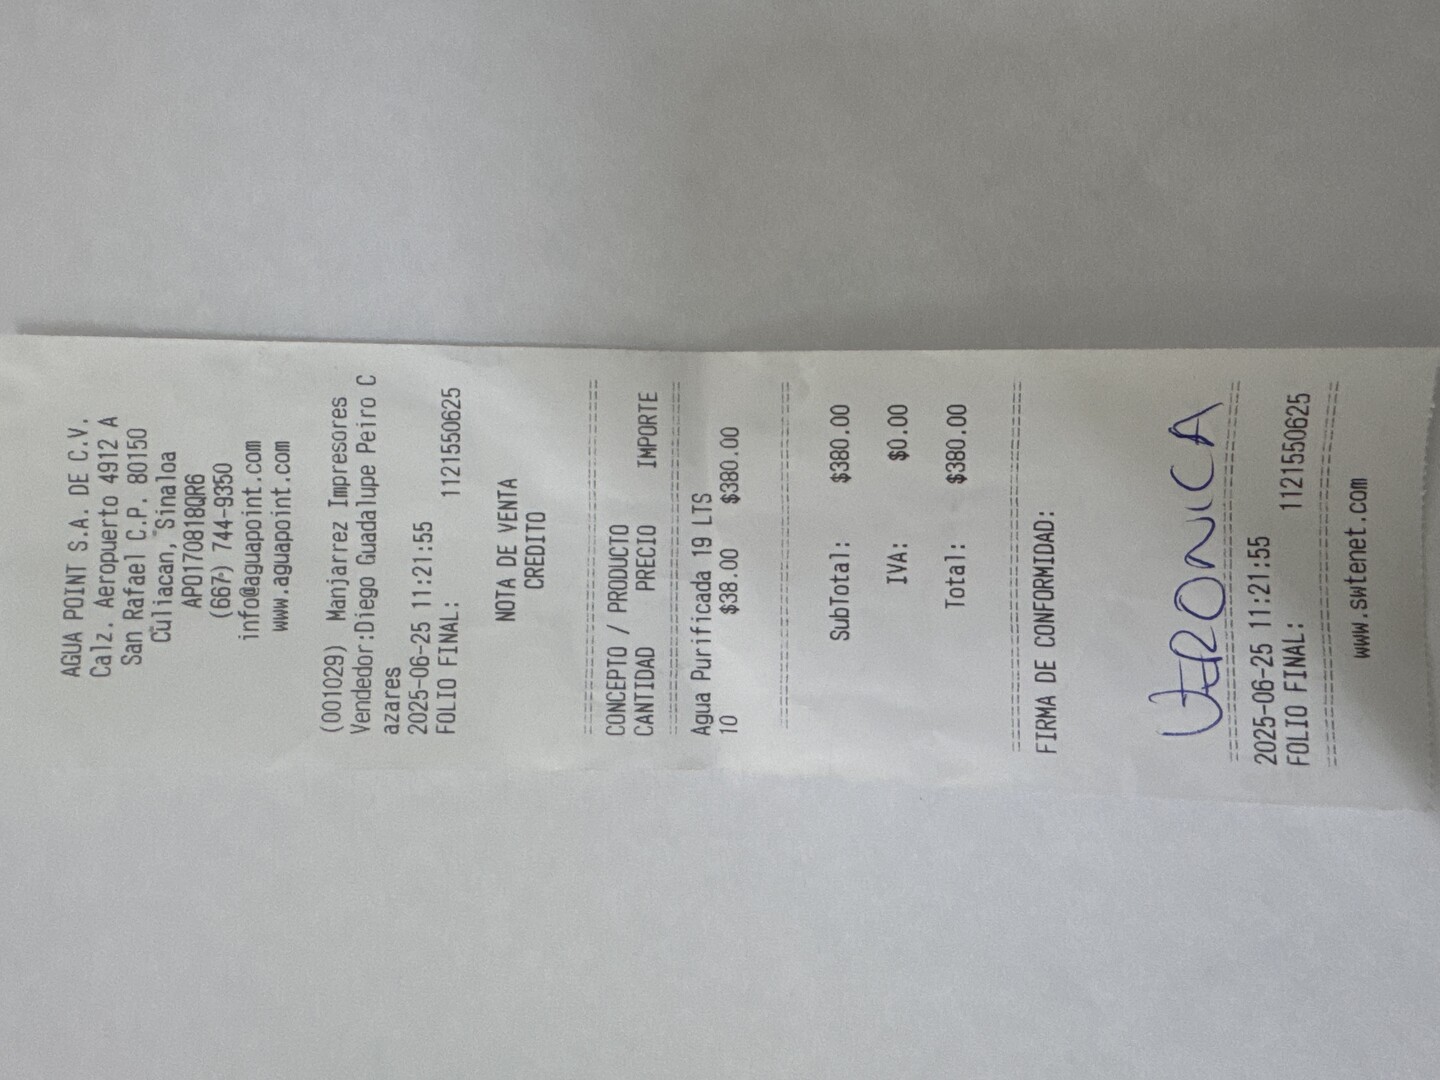 AGUA POINT S.A. DE C.V.
Calz. Aeropuerto 4912 A
San Rafael C.P. 80150
Culiacan, Sinaloa
APO170818QR6
(667) 744-9350
info@aguapoint.com
www.aguapoint.com
(001029) Manjarrez Impresores
Vendedor:Diego Guadalupe Peiro C
azares
2025-06-25 11:21:55
FOLIO FINAL: 1121550625
NOTA DE VENTA
CREDITO
CONCEPTO / PRODUCTO
CANTIDAD PRECIO IMPORTE
Agua Purificada 19 LTS
10 $38.00 $380.00
SubTotal: $380.00
IVA: $0.00
Total: $380.00
FIRMA DE CONFORMIDAD:
VERONICA
2025-06-25 11:21:55
FOLIO FINAL: 1121550625
www.swtenet.com